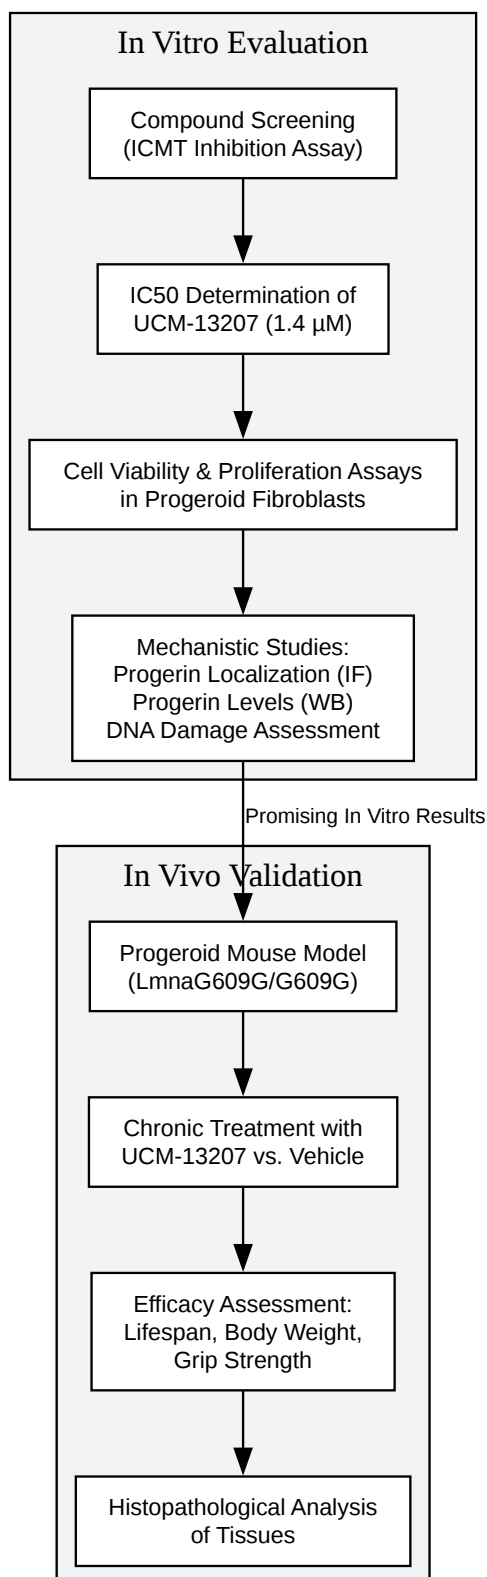 In Vitro Evaluation
Compound Screening
(ICMT Inhibition Assay)
IC50 Determination of
UCM-13207 (1.4 µM)
Cell Viability & Proliferation Assays
in Progeroid Fibroblasts
Mechanistic Studies:
Progerin Localization (IF)
Progerin Levels (WB)
DNA Damage Assessment
Promising In Vitro Results
In Vivo Validation
Progeroid Mouse Model
(LmnaG609G/G609G)
Chronic Treatment with
UCM-13207 vs. Vehicle
Efficacy Assessment:
Lifespan, Body Weight,
Grip Strength
Histopathological Analysis
of Tissues